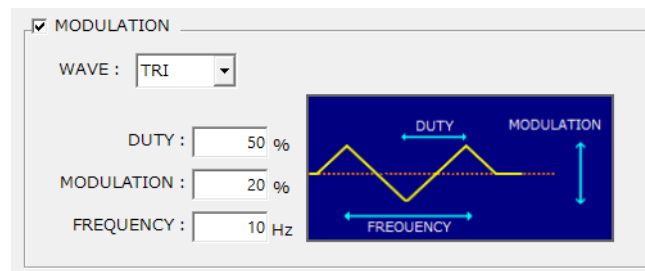 MODULATION
WAVE : TRI
DUTY : 50 %
MODULATION : 20 %
FREQUENCY : 10 Hz
DUTY MODULATION
FREQUENCY